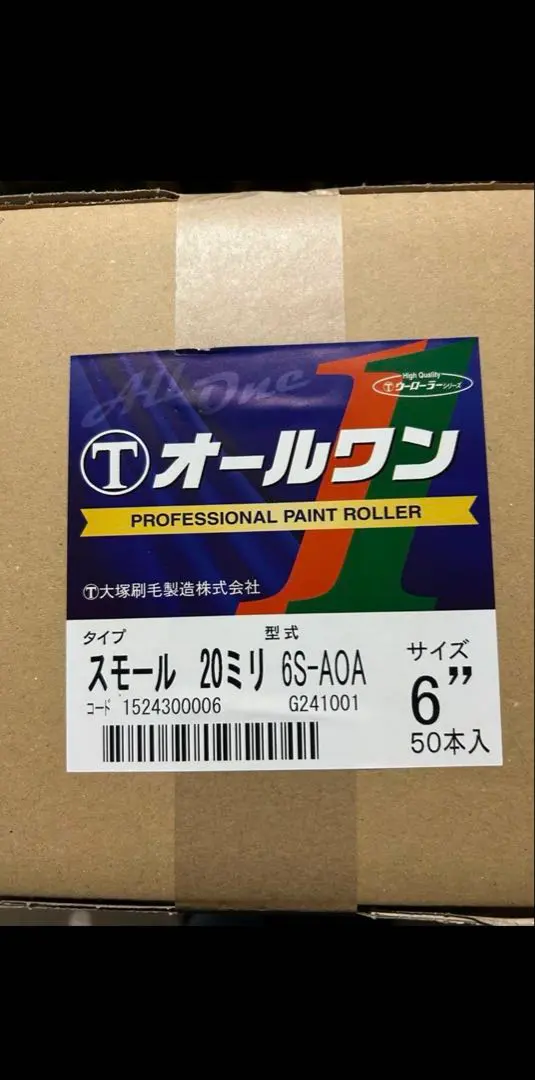 All One
High Quality
Ⓣウーローラーシリーズ
Ⓣオールワン
PROFESSIONAL PAINT ROLLER
Ⓣ大塚刷毛製造株式会社
タイプ
型式
サイズ
スモール 20ミリ 6S-AOA
6”
コード 1524300006
G241001
50本入